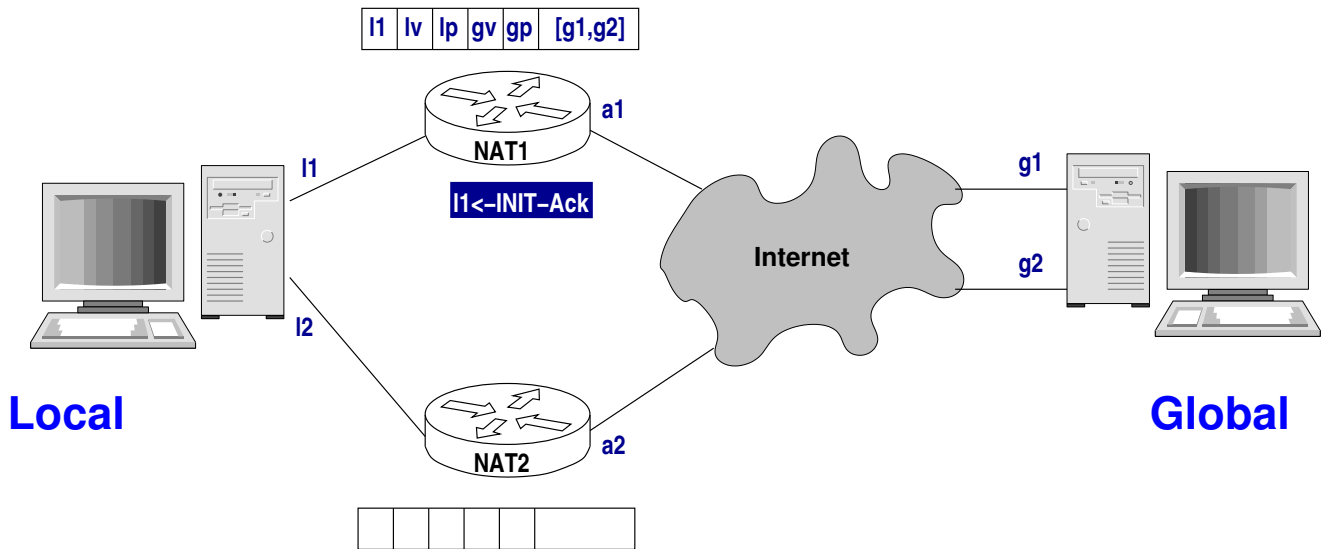 l1 lv lp gv gp [g1,g2]
a1
NAT1
l1
l1<-INIT-Ack
g1
Internet
g2
l2
Local
Global
a2
NAT2